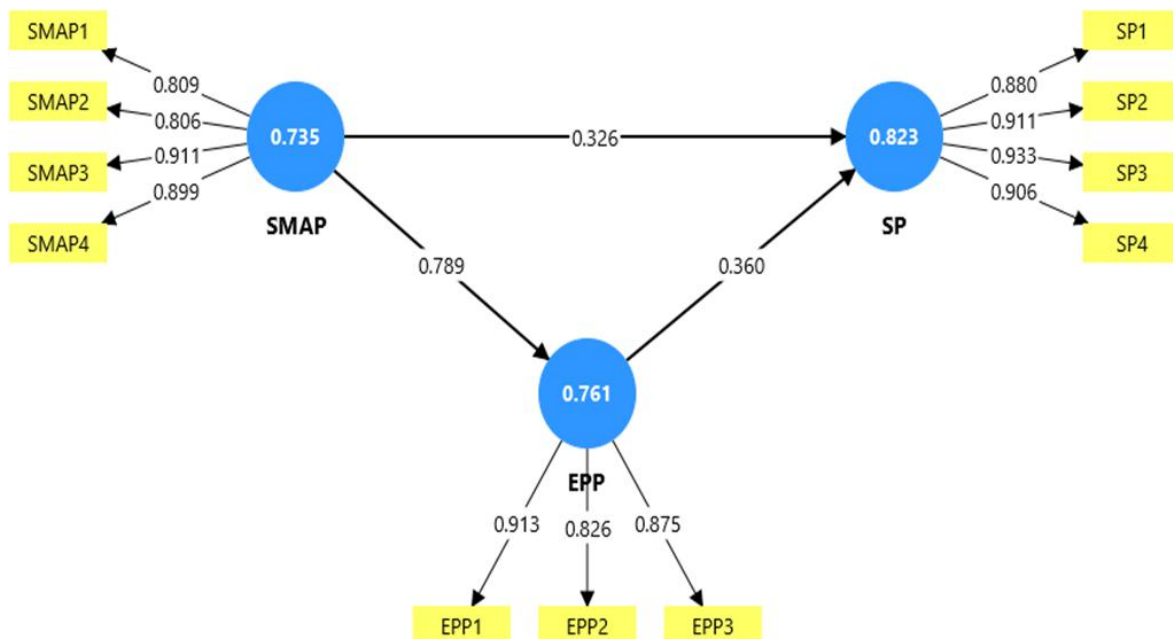 SMAP1
SMAP2
SMAP3
SMAP4
0.809
0.806
0.911
0.899
0.735
SMAP
0.326
0.789
0.823
SP
0.360
0.880
0.911
0.933
0.906
SP1
SP2
SP3
SP4
0.761
EPP
0.913
0.826
0.875
EPP1
EPP2
EPP3